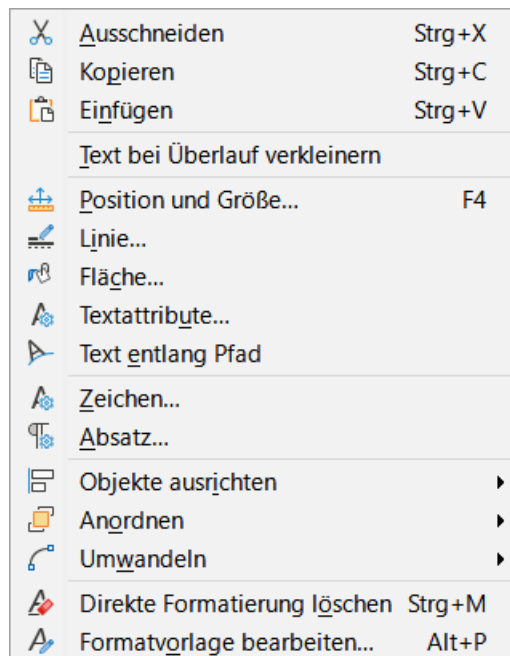 Ausschneiden Strg+X
Kopieren Strg+C
Einfügen Strg+V
Text bei Überlauf verkleinern
Position und Größe... F4
Linie...
Fläche...
Textattribute...
Text entlang Pfad
Zeichen...
Absatz...
Objekte ausrichten
Anordnen
Umwandeln
Direkte Formatierung löschen Strg+M
Formatvorlage bearbeiten... Alt+P